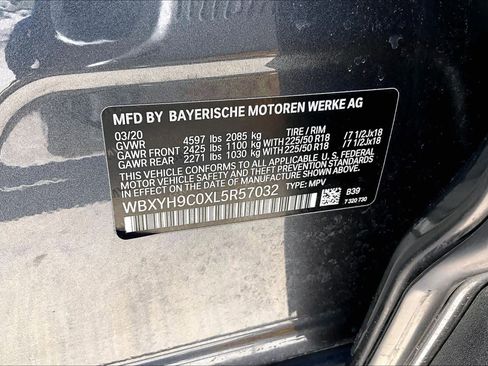 MFD BY BAYERISCHE MOTOREN WERKE AG
03/20 TIRE / RIM
GVWR 4597 lbs 2085 kg
GAWR FRONT 2425 lbs 1100 kg WITH 225/50 R18 / 7 1/2Jx18
GAWR REAR 2271 lbs 1030 kg WITH 225/50 R18 / 7 1/2Jx18
THIS VEHICLE CONFORMS TO ALL APPLICABLE U.S. FEDERAL
MOTOR VEHICLE SAFETY, BUMPER, AND THEFT PREVENTION STANDARDS
IN EFFECT ON THE DATE OF MANUFACTURE SHOWN ABOVE.
WBXYH9C0XL5R57032 TYPE: MPV B39
7 320 730